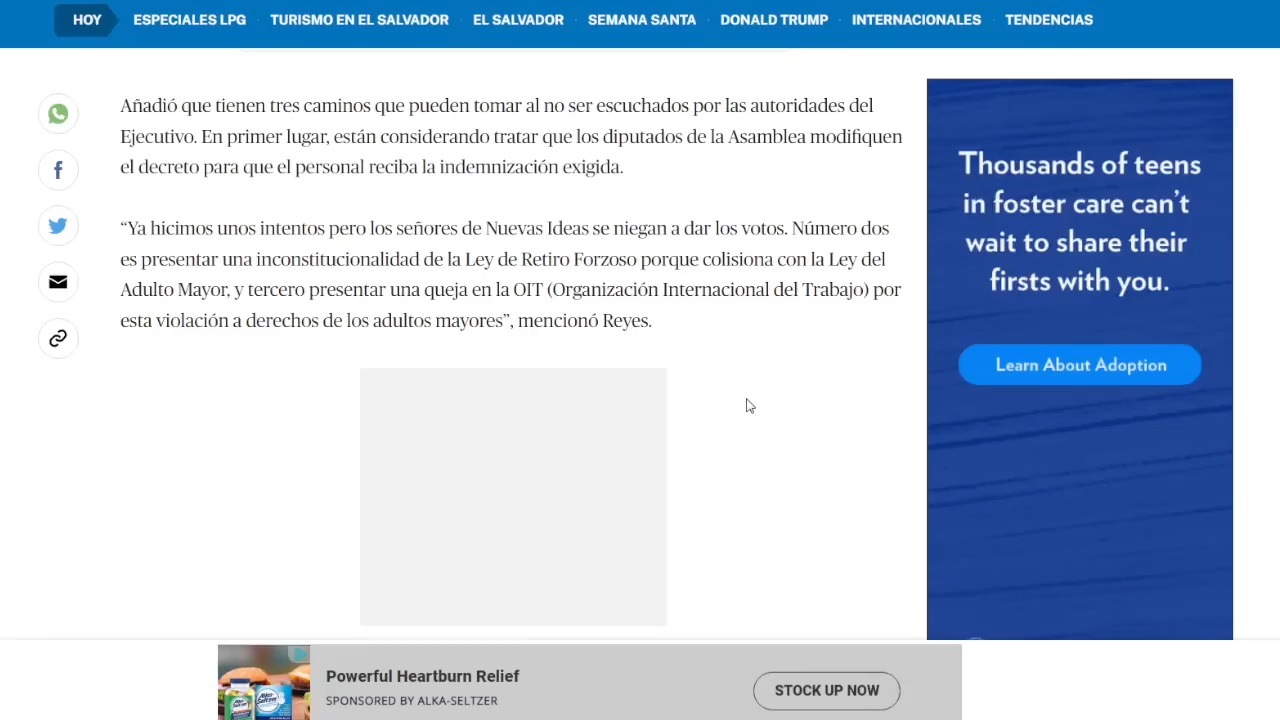 HOY ESPECIALES LPG TURISMO EN EL SALVADOR EL SALVADOR SEMANA SANTA DONALD TRUMP INTERNACIONALES TENDENCIAS
Añadió que tienen tres caminos que pueden tomar al no ser escuchados por las autoridades del
Ejecutivo. En primer lugar, están considerando tratar que los diputados de la Asamblea modifiquen
el decreto para que el personal reciba la indemnización exigida.
“Ya hicimos unos intentos pero los señores de Nuevas Ideas se niegan a dar los votos. Número dos
es presentar una inconstitucionalidad de la Ley de Retiro Forzoso porque colisiona con la Ley del
Adulto Mayor, y tercero presentar una queja en la OIT (Organización Internacional del Trabajo) por
esta violación a derechos de los adultos mayores”, mencionó Reyes.
Thousands of teens
in foster care can’t
wait to share their
firsts with you.
Learn About Adoption
Powerful Heartburn Relief
SPONSORED BY ALKA-SELTZER
STOCK UP NOW